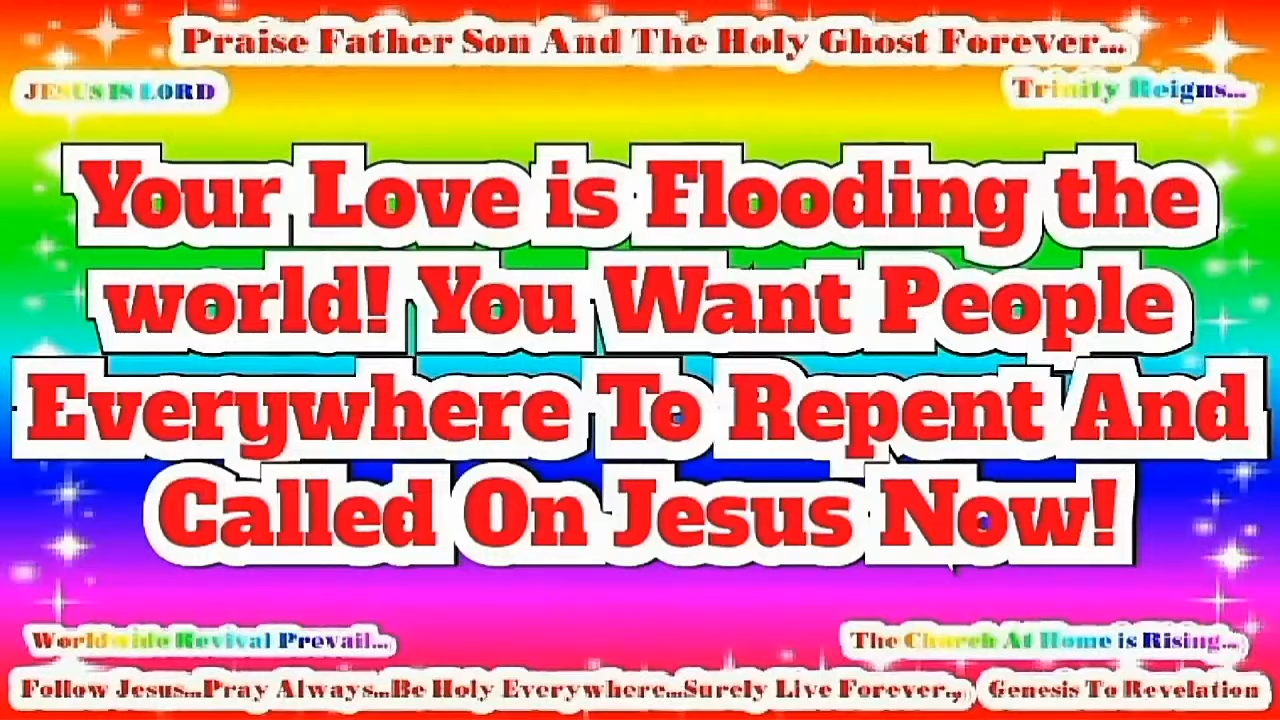 Praise Father Son And The Holy Ghost Forever...
JESUS IS LORD
Trinity Reigns...
Your Love is Flooding the
world! You Want People
Everywhere To Repent And
Called On Jesus Now!
Worldwide Revival Prevail...
The Church At Home is Rising...
Follow Jesus...Pray Always...Be Holy Everywhere...Surely Live Forever..,
Genesis To Revelation